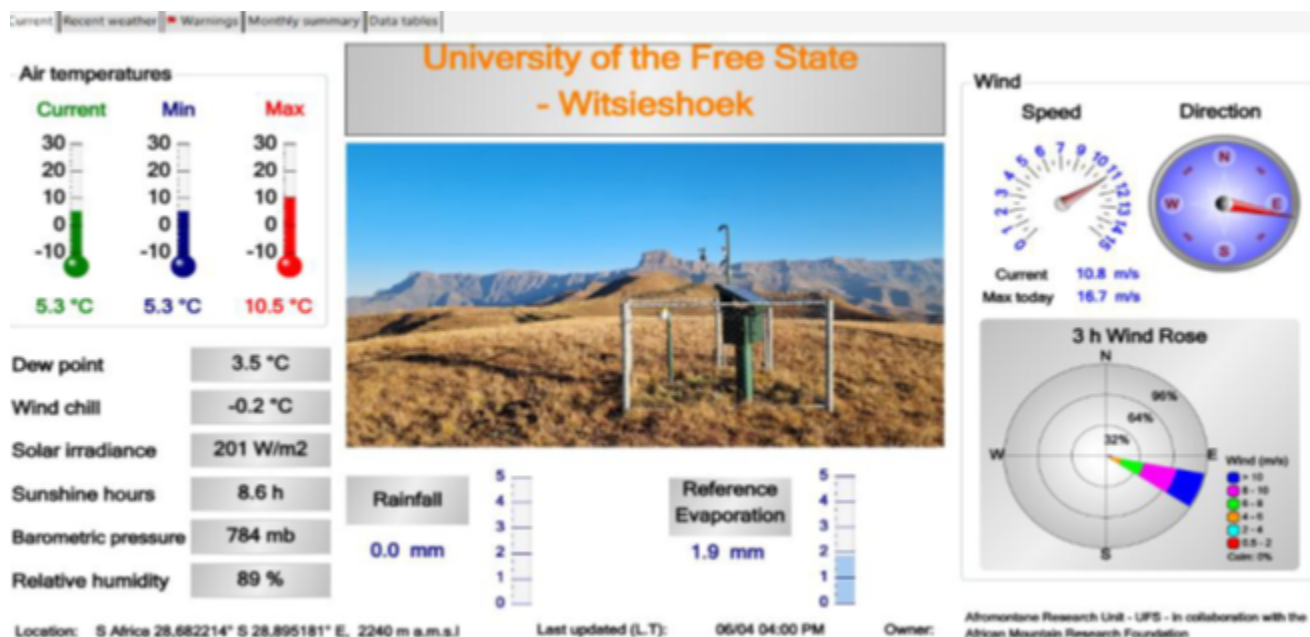 Current Recent weather Warnings Monthly summary Data tables
University of the Free State
- Witsieshoek
Air temperatures
Current Min Max
30 30 30
20 20 20
10 10 10
0 0 0
-10 -10 -10
5.3 °C 5.3 °C 10.5 °C
Dew point 3.5 °C
Wind chill -0.2 °C
Solar irradiance 201 W/m2
Sunshine hours 8.6 h
Barometric pressure 784 mb
Relative humidity 89 %
Rainfall
0.0 mm
5
4
3
2
1
0
Reference
Evaporation
1.9 mm
5
4
3
2
1
0
Wind
Speed Direction
0 1 2 3 4 5 6 7 9 10 11 12 13 14 15
N
W E
S
Current 10.8 m/s
Max today 16.7 m/s
3 h Wind Rose
N
96%
64%
32%
W E
S
Wind (m/s)
> 10
8 - 10
6 - 8
4 - 6
2 - 4
0.5 - 2
Calm: 0%
Location: S Africa 28.682214° S 28.895181° E, 2240 m a.m.s.l
Last updated (L.T): 06/04 04:00 PM
Owner: Afromontane Research Unit - UFS - in collaboration with the
African Mountain Research Foundation